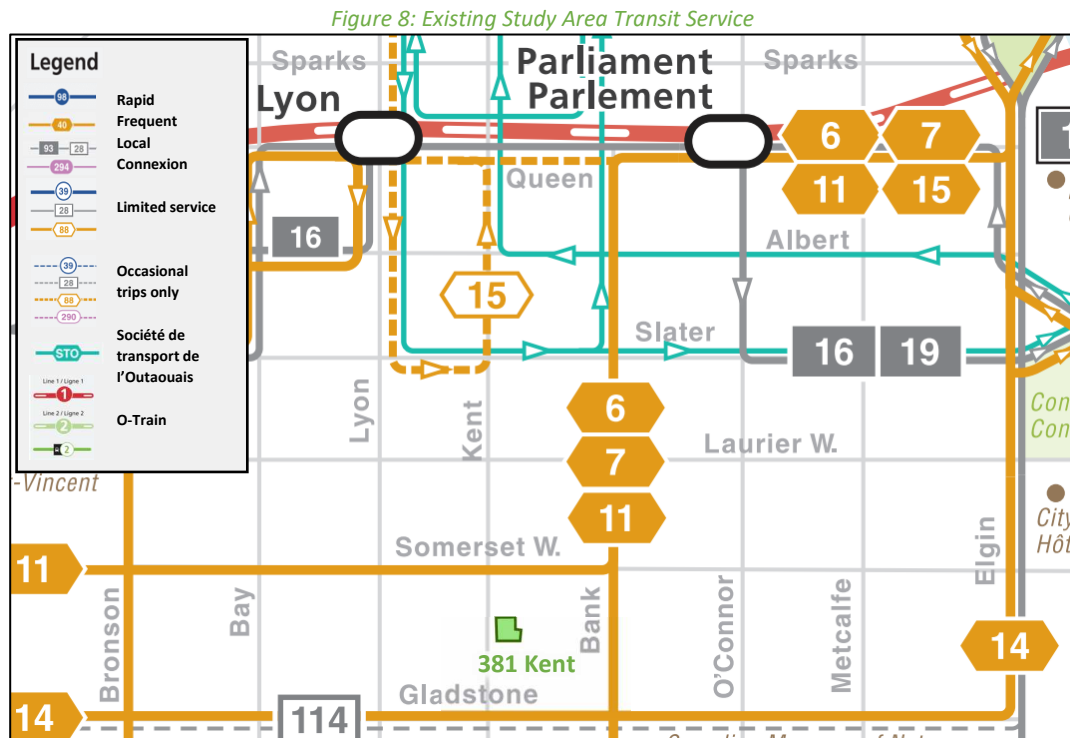 Figure 8: Existing Study Area Transit Service
Legend
98 Rapid
40 Frequent
93 28 Local
294 Connexion
39
28 Limited service
88
39 Occasional
28 trips only
88
290
Société de
STO transport de
l'Outaouais
Line 1 / Ligne 1
1
Line 2 / Ligne 2
2 O-Train
2
Sparks
Parliament
Parlement
Sparks
Lyon
6 7
11 15
Queen
16
Albert
15
Slater
16 19
Lyon
Kent
6
7
11
Laurier W.
-Vincent
Con
Con
City
Hôt
Elgin
Somerset W.
11
Bronson
Bay
Bank
O'Connor
Metcalfe
14
381 Kent
Gladstone
14
114